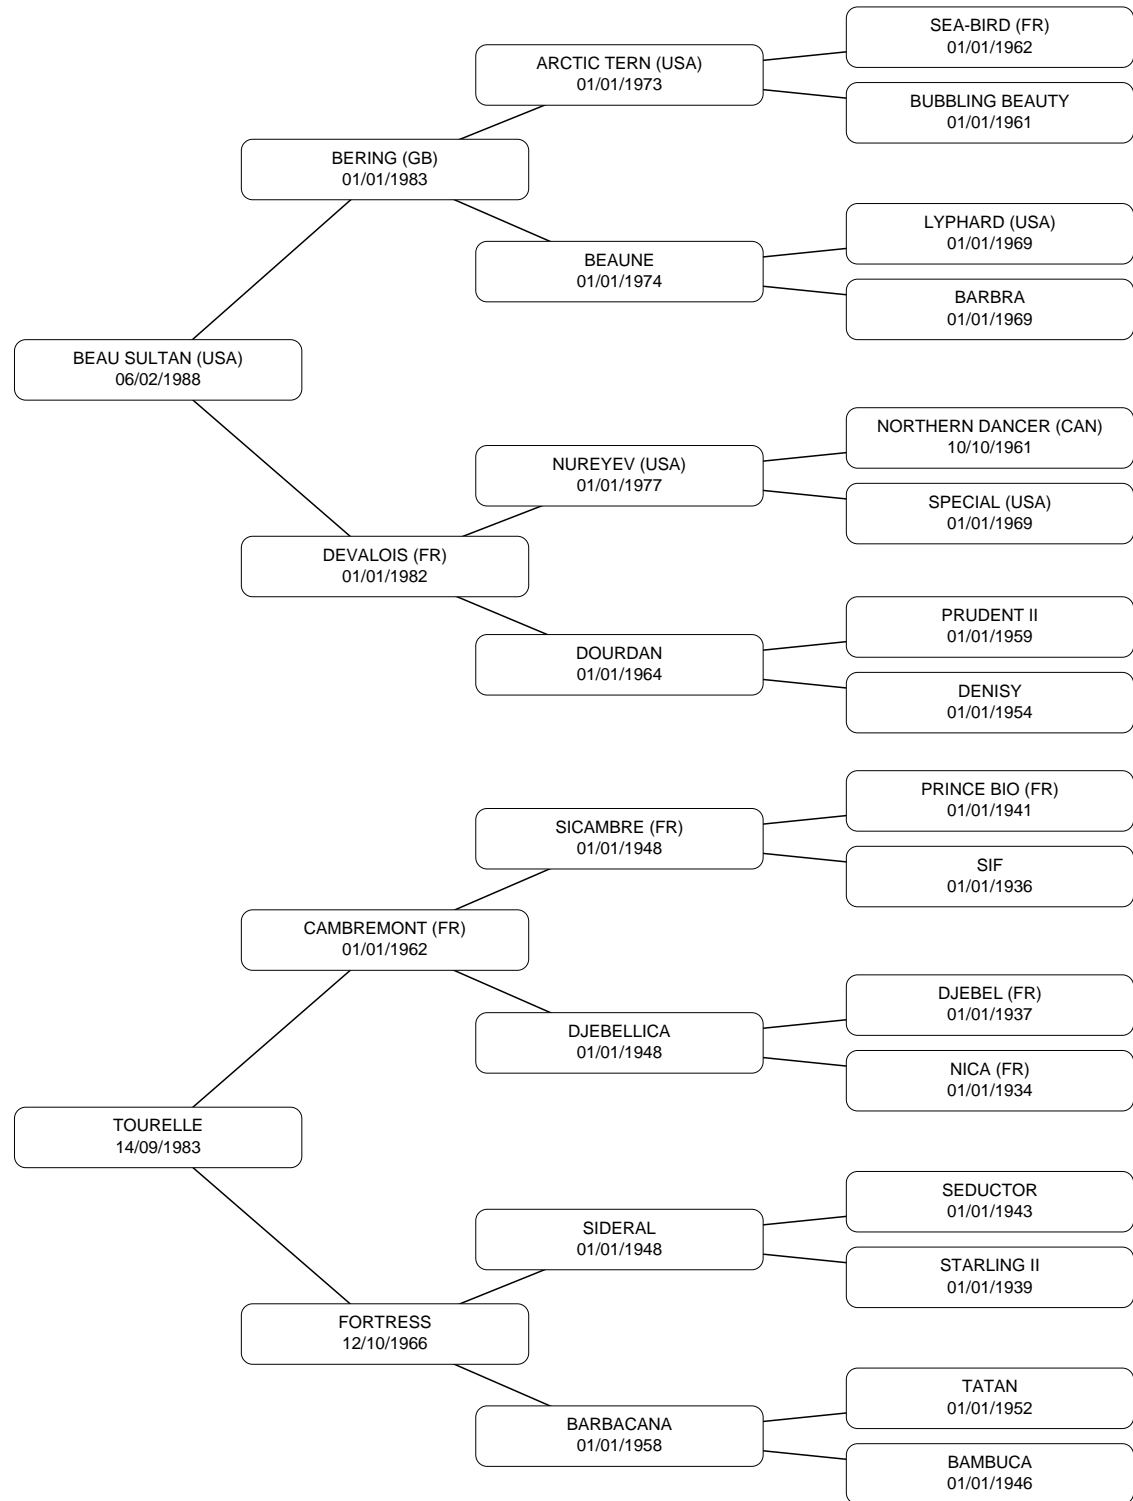 SEA-BIRD (FR)
01/01/1962
ARCTIC TERN (USA)
01/01/1973
BUBBLING BEAUTY
01/01/1961
BERING (GB)
01/01/1983
LYPHARD (USA)
01/01/1969
BEAUNE
01/01/1974
BARBRA
01/01/1969
BEAU SULTAN (USA)
06/02/1988
NORTHERN DANCER (CAN)
10/10/1961
NUREYEV (USA)
01/01/1977
SPECIAL (USA)
01/01/1969
DEVALOIS (FR)
01/01/1982
PRUDENT II
01/01/1959
DOURDAN
01/01/1964
DENISY
01/01/1954
PRINCE BIO (FR)
01/01/1941
SICAMBRE (FR)
01/01/1948
SIF
01/01/1936
CAMBREMONT (FR)
01/01/1962
DJEBEL (FR)
01/01/1937
DJEBELLICA
01/01/1948
NICA (FR)
01/01/1934
TOURELLE
14/09/1983
SEDUCTOR
01/01/1943
SIDERAL
01/01/1948
STARLING II
01/01/1939
FORTRESS
12/10/1966
TATAN
01/01/1952
BARBACANA
01/01/1958
BAMBUCA
01/01/1946